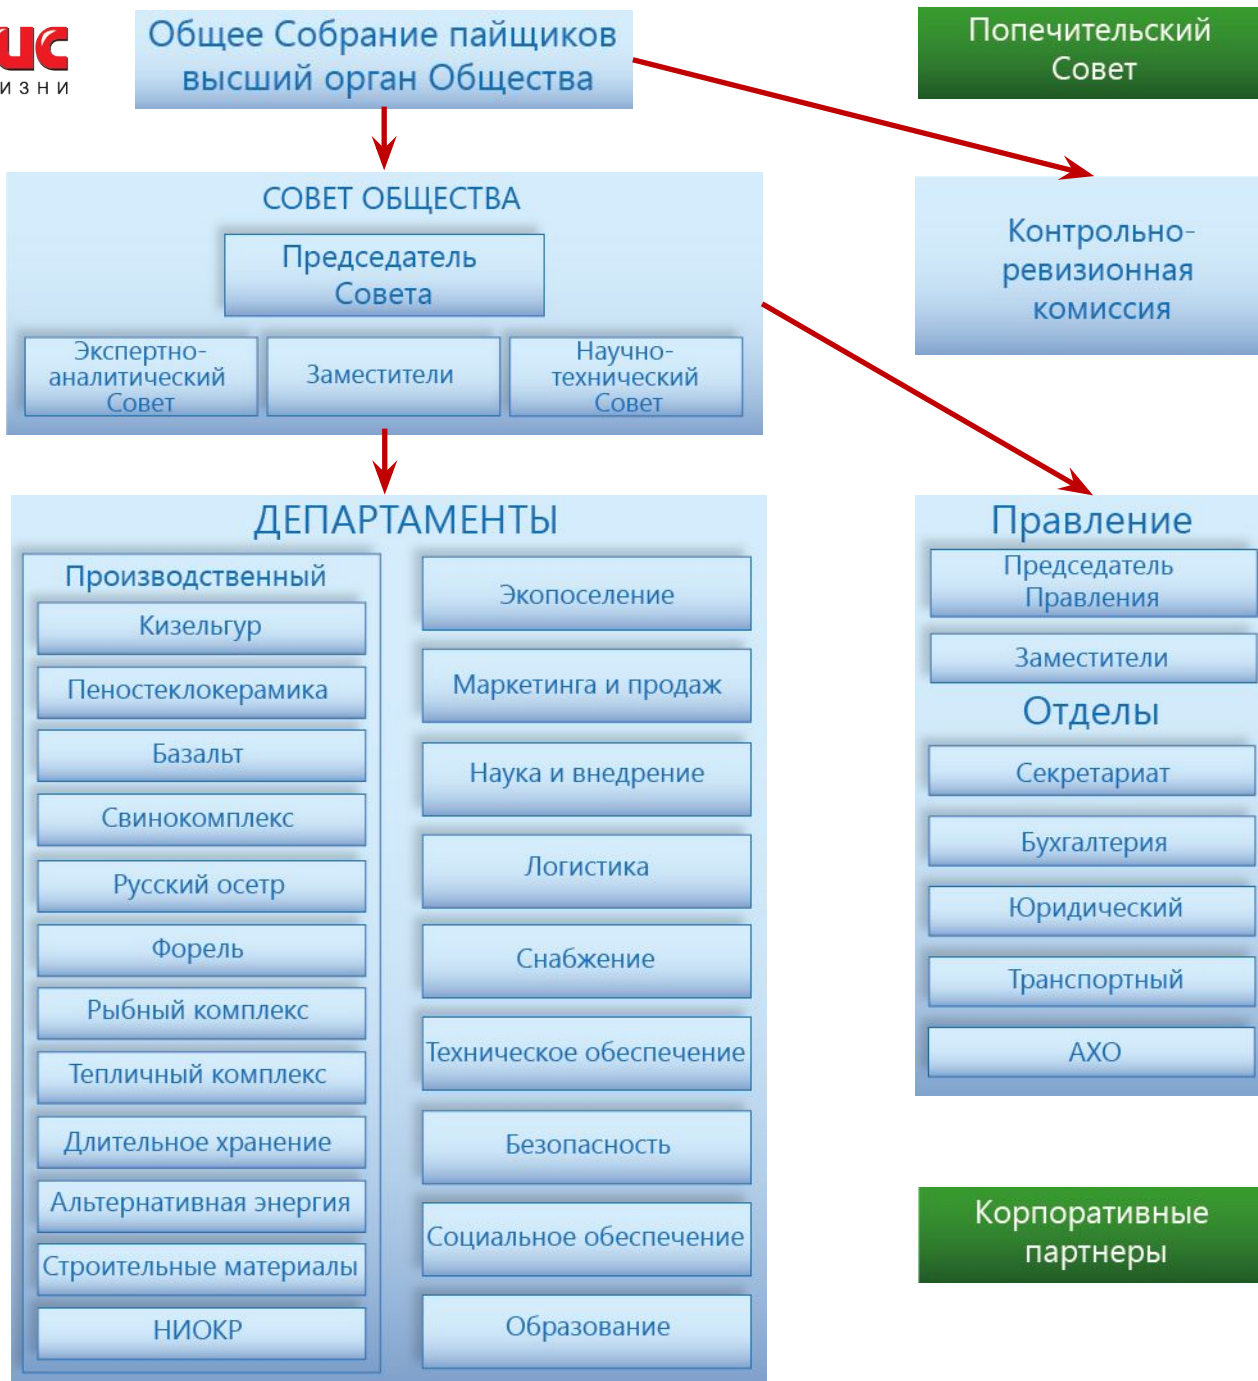 Общее Собрание пайщиков
высший орган Общества
Попечительский
Совет
СОВЕТ ОБЩЕСТВА
Председатель
Совета
Экспертно-
аналитический
Совет
Заместители
Научно-
технический
Совет
Контрольно-
ревизионная
комиссия
ДЕПАРТАМЕНТЫ
Производственный
Кизельгур
Пеностеклокерамика
Базальт
Свинокомплекс
Русский осетр
Форель
Рыбный комплекс
Тепличный комплекс
Длительное хранение
Альтернативная энергия
Строительные материалы
НИОКР
Экопоселение
Маркетинга и продаж
Наука и внедрение
Логистика
Снабжение
Техническое обеспечение
Безопасность
Социальное обеспечение
Образование
Правление
Председатель
Правления
Заместители
Отделы
Секретариат
Бухгалтерия
Юридический
Транспортный
АХО
Корпоративные
партнеры